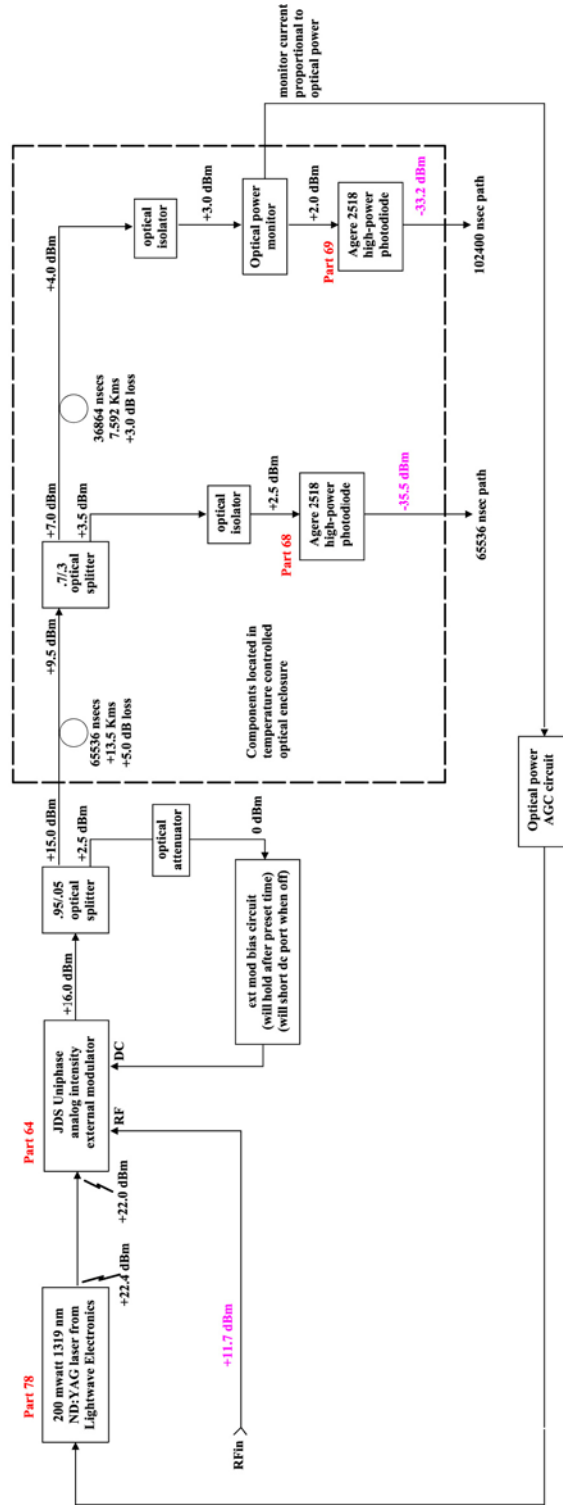 Part 78
200 mwatt 1319 nm
ND:YAG laser from
Lightwave Electronics
+22.4 dBm
+22.0 dBm
Part 64
JDS Uniphase
analog intensity
external modulator
RF
DC
RFin
+11.7 dBm
+16.0 dBm
.95/.05
optical
splitter
+15.0 dBm
+2.5 dBm
optical
attenuator
0 dBm
ext mod bias circuit
(will hold after preset time)
(will short dc port when off)
65536 nsecs
+13.5 Kms
+5.0 dB loss
+9.5 dBm
.7/.3
optical
splitter
+7.0 dBm
+3.5 dBm
optical
isolator
+2.5 dBm
Part 68
Agere 2518
high-power
photodiode
-35.5 dBm
65536 nsec path
Components located in
temperature controlled
optical enclosure
36864 nsecs
7.592 Kms
+3.0 dB loss
+4.0 dBm
optical
isolator
+3.0 dBm
Optical power
monitor
+2.0 dBm
Part 69
Agere 2518
high-power
photodiode
-33.2 dBm
102400 nsec path
monitor current
proportional to
optical power
Optical power
AGC circuit